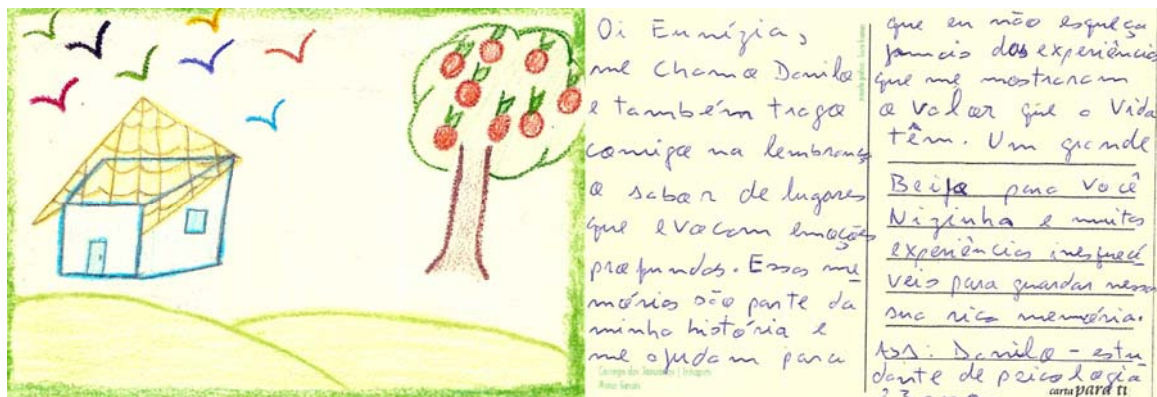 Oi Eunízia,
me chamo Danilo
e também trago
comigo na lembrança
o sabor de lugares
que evocam emoções
profundas. Essas me
mórias são parte da
minha história e
me ajudam para
Minas Gerais
que eu não esqueça
jamais das experiências
que me mostraram
o valor que a vida
têm. Um grande
Beijo para você
Nizinha e muitas
experiências inesquecí
veis para guardar nessa
sua rica memória.
Ass: Danilo - estu
dante de psicologia
carta para ti